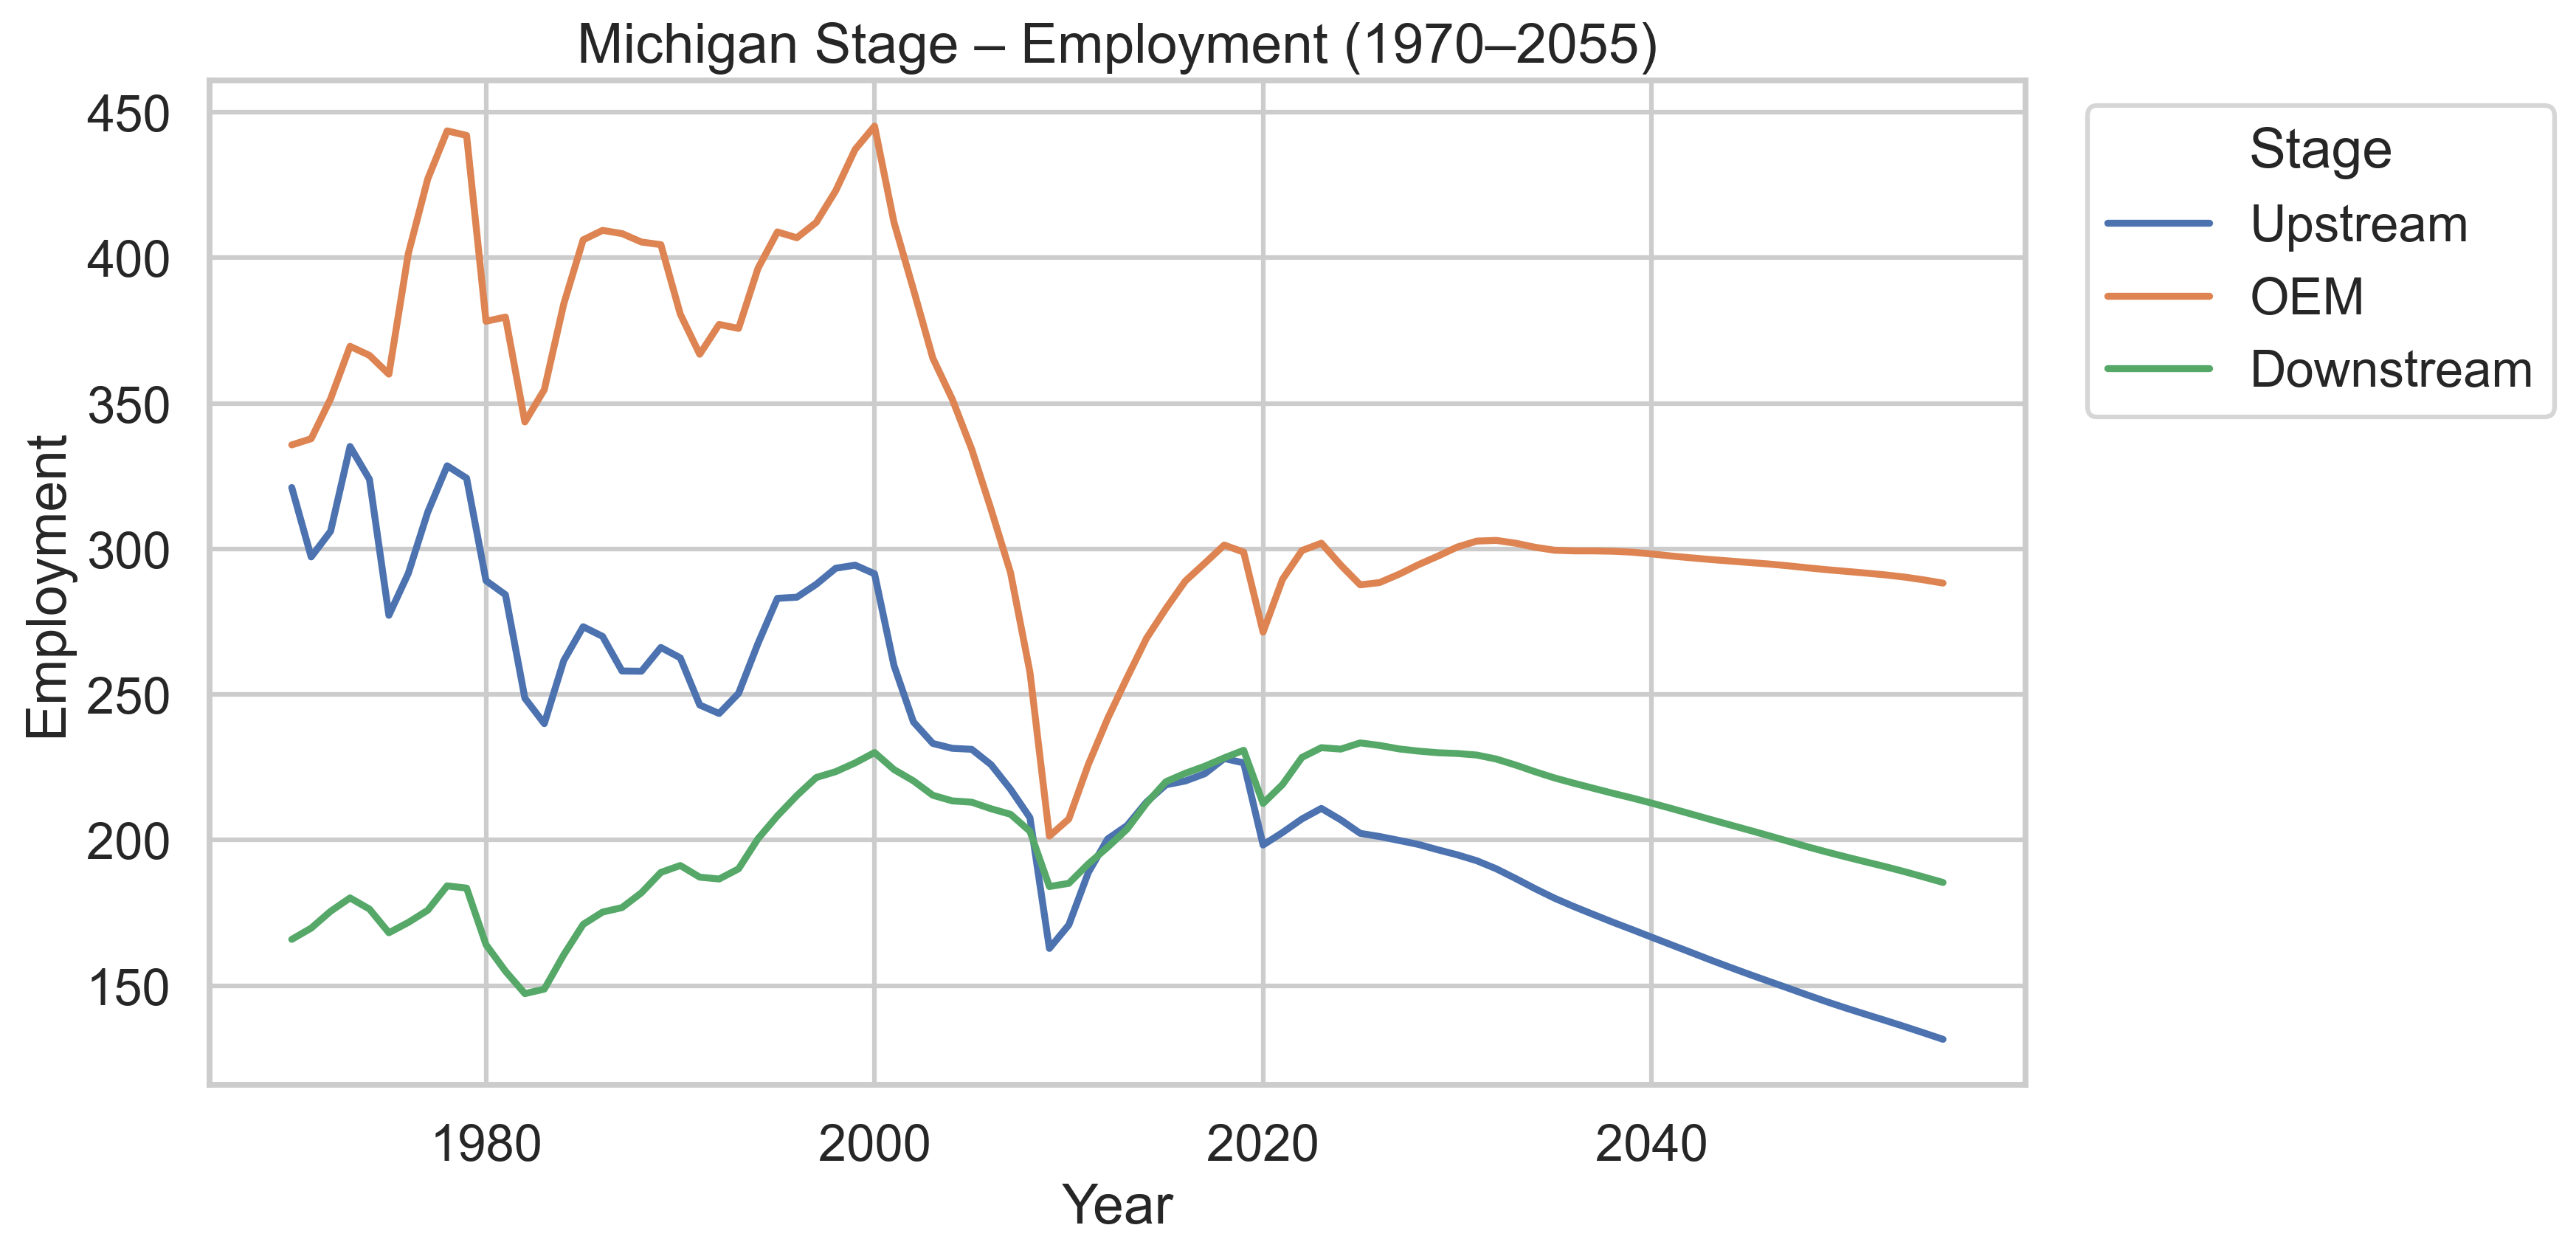 Michigan Stage – Employment (1970–2055)
450
400
350
300
250
200
150
Employment
1980
2000
2020
2040
Year
Stage
Upstream
OEM
Downstream